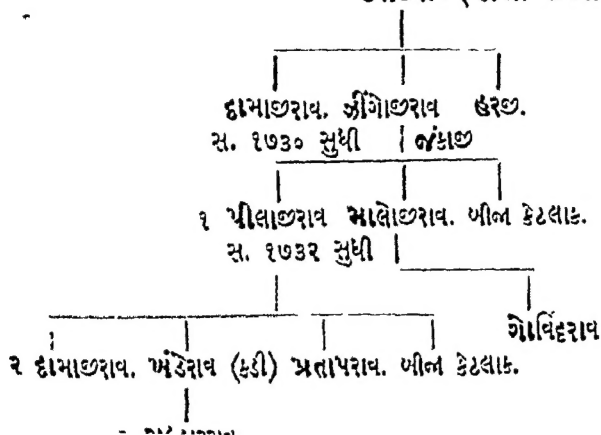 દામાજીરાવ. ઝીંગોજીરાવ હરજી.
સ. ૧૭૩૦ સુધી જંકાજી
૧ પીલાજીરાવ માલોજીરાવ. બીજા કેટલાક.
સ. ૧૭૩૨ સુધી
ગોવિંદરાવ
૨ દામાજીરાવ. ખંડેરાવ (કડી) પ્રતાપરાવ. બીજા કેટલાક.